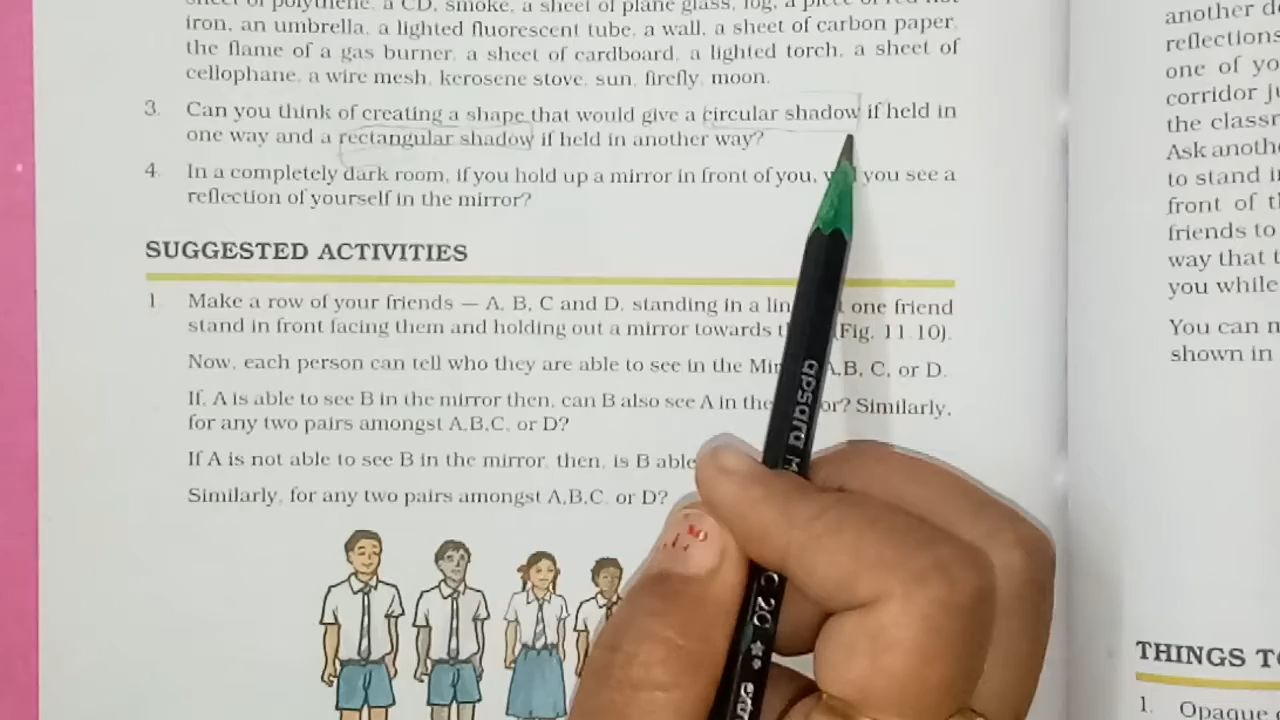 sheet of polythene, a CD, smoke, a sheet of plane glass, log, a piece of red hot
iron, an umbrella, a lighted fluorescent tube, a wall, a sheet of carbon paper,
the flame of a gas burner, a sheet of cardboard, a lighted torch, a sheet of
cellophane, a wire mesh, kerosene stove, sun, firefly, moon.
3. Can you think of creating a shape that would give a circular shadow if held in
one way and a rectangular shadow if held in another way?
4. In a completely dark room, if you hold up a mirror in front of you, you see a
reflection of yourself in the mirror?
SUGGESTED ACTIVITIES
1. Make a row of your friends — A, B, C and D, standing in a one friend
stand in front facing them and holding out a mirror towards (Fig. 11.10).
Now, each person can tell who they are able to see in the A,B, C, or D.
If, A is able to see B in the mirror then, can B also see A in the Similarly,
for any two pairs amongst A,B,C, or D?
If A is not able to see B in the mirror, then, is B able
Similarly, for any two pairs amongst A,B,C, or D?
apsara
another
reflections
one of
corridor
the
Ask
to stand
front of
friends to
way that
you while
You can
shown in
THINGS
1. Opaque